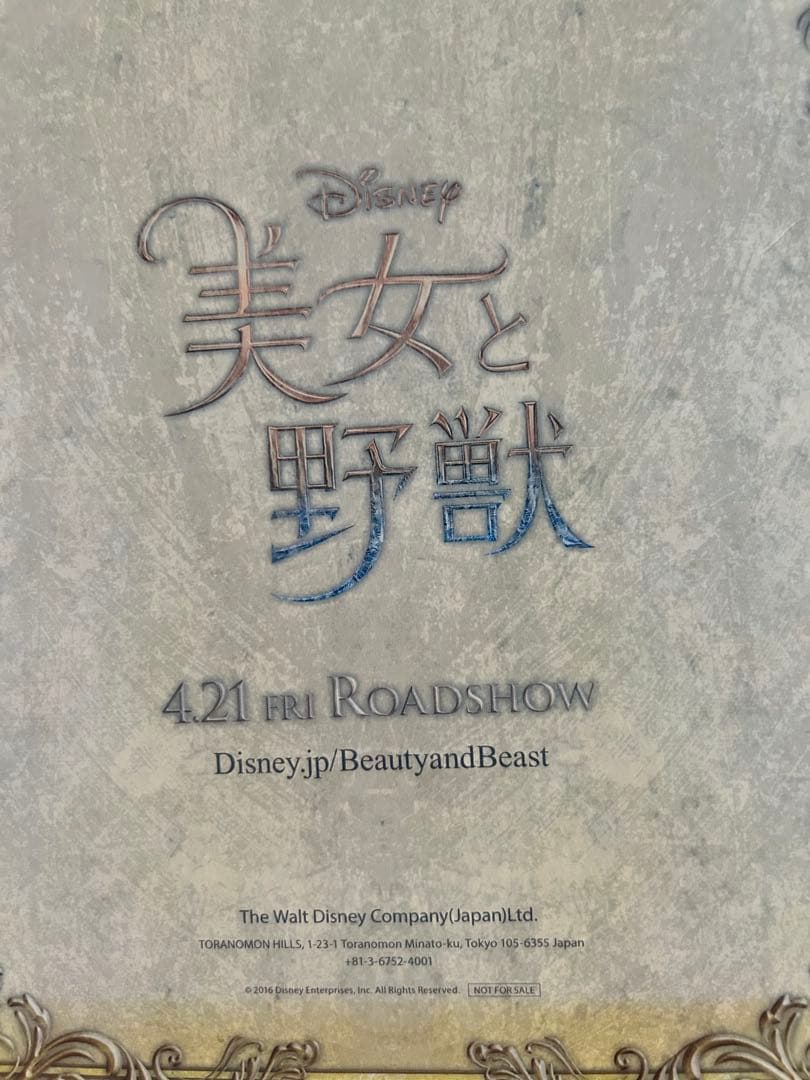 Disney
美女と
野獣
4.21 FRI ROADSHOW
Disney.jp/BeautyandBeast
The Walt Disney Company(Japan)Ltd.
TORANOMON HILLS, 1-23-1 Toranomon Minato-ku, Tokyo 105-6355 Japan
+81-3-6752-4001
© 2016 Disney Enterprises, Inc. All Rights Reserved. NOT FOR SALE